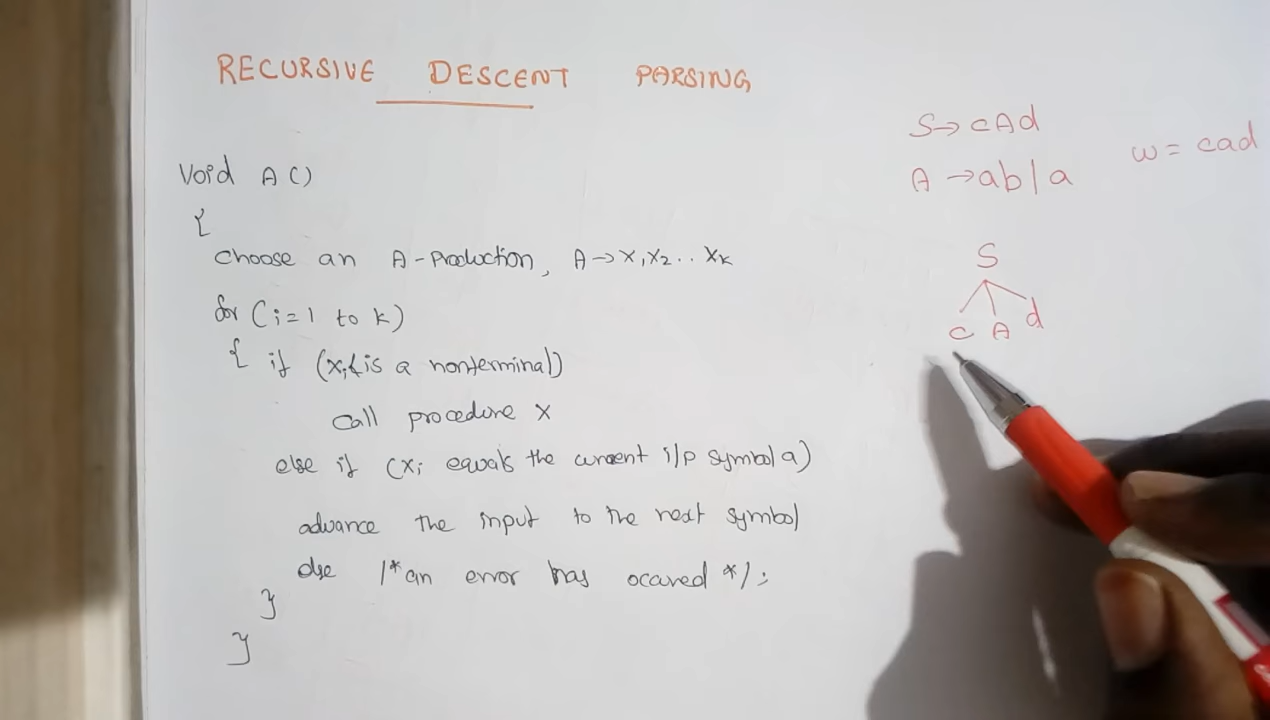 RECURSIVE DESCENT PARSING
Void A()
{
choose an A-Production, A→X1X2..Xk
for (i=1 to k)
{ if (xi is a nonterminal)
call procedure X
else if (xi equals the current i/p symbol a)
advance the input to the next symbol
else /*an error has occured */;
}
}
S→cAd
A→ab|a
w= cad
S
c A d